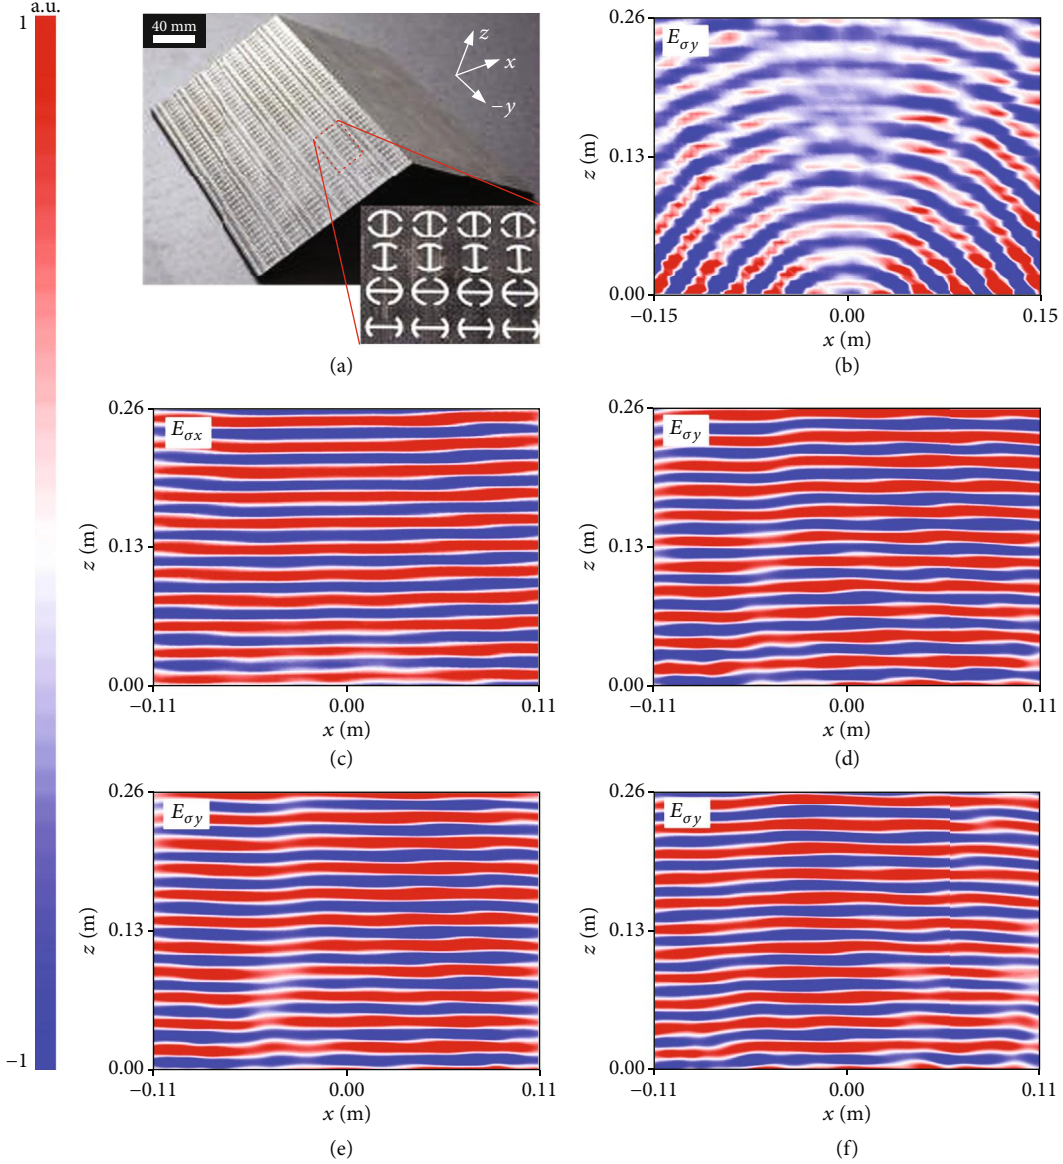 a.u.
1
−1
40 mm
z
x
−y
(a)
0.26
0.13
0.00
z (m)
E_σy
−0.15
0.00
0.15
x (m)
(b)
0.26
0.13
0.00
z (m)
E_σx
−0.11
0.00
0.11
x (m)
(c)
0.26
0.13
0.00
z (m)
E_σy
−0.11
0.00
0.11
x (m)
(d)
0.26
0.13
0.00
z (m)
E_σy
−0.11
0.00
0.11
x (m)
(e)
0.26
0.13
0.00
z (m)
E_σy
−0.11
0.00
0.11
x (m)
(f)